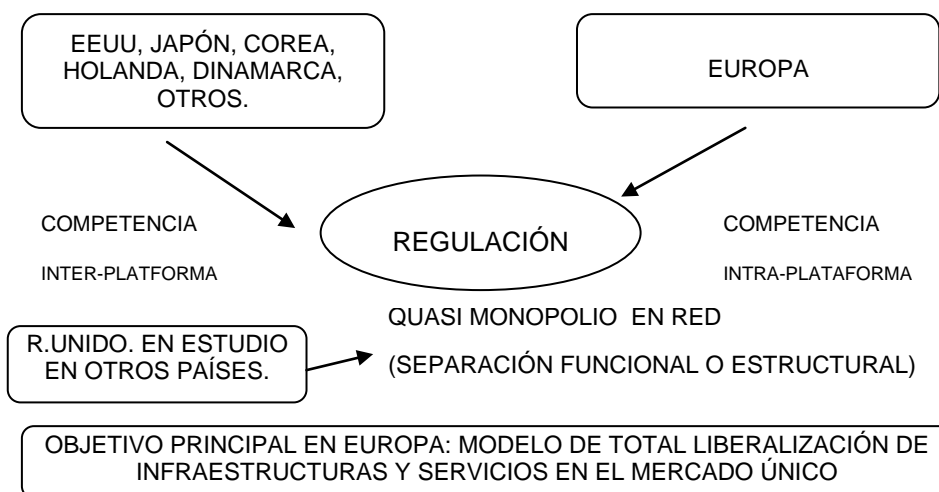 EEUU, JAPÓN, COREA,
HOLANDA, DINAMARCA,
OTROS.
EUROPA
COMPETENCIA
INTER-PLATFORMA
REGULACIÓN
COMPETENCIA
INTRA-PLATAFORMA
QUASI MONOPOLIO EN RED
(SEPARACIÓN FUNCIONAL O ESTRUCTURAL)
R.UNIDO. EN ESTUDIO
EN OTROS PAÍSES.
OBJETIVO PRINCIPAL EN EUROPA: MODELO DE TOTAL LIBERALIZACIÓN DE
INFRAESTRUCTURAS Y SERVICIOS EN EL MERCADO ÚNICO